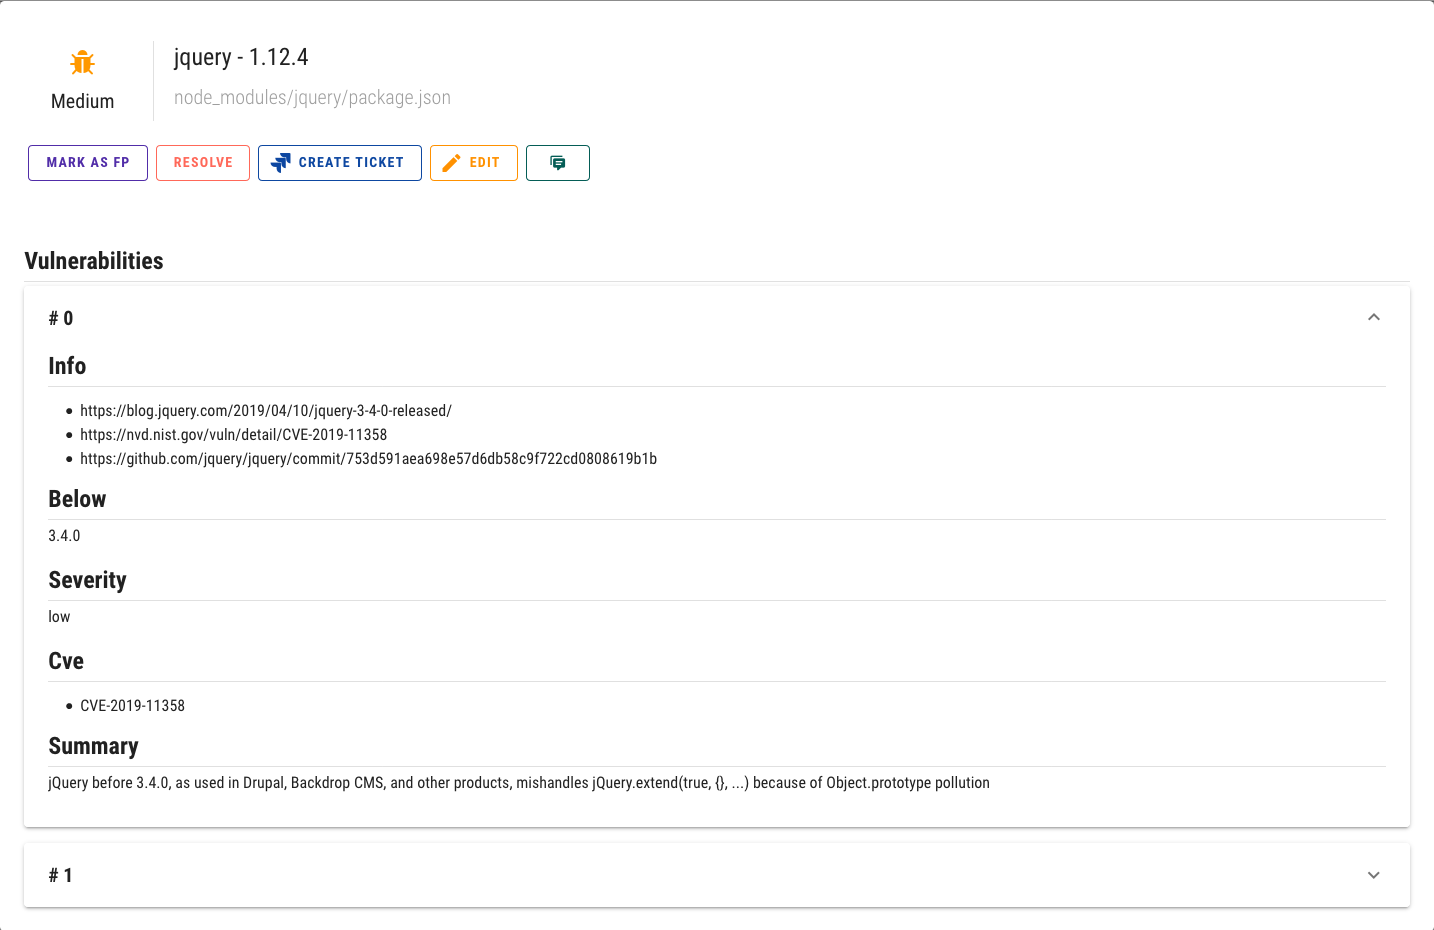 Medium
jquery - 1.12.4
node_modules/jquery/package.json
MARK AS FP
RESOLVE
CREATE TICKET
EDIT
Vulnerabilities
# 0
Info
https://blog.jquery.com/2019/04/10/jquery-3-4-0-released/
https://nvd.nist.gov/vuln/detail/CVE-2019-11358
https://github.com/jquery/jquery/commit/753d591aea698e57d6db58c9f722cd0808619b1b
Below
3.4.0
Severity
low
Cve
CVE-2019-11358
Summary
jQuery before 3.4.0, as used in Drupal, Backdrop CMS, and other products, mishandles jQuery.extend(true, {}, ...) because of Object.prototype pollution
# 1